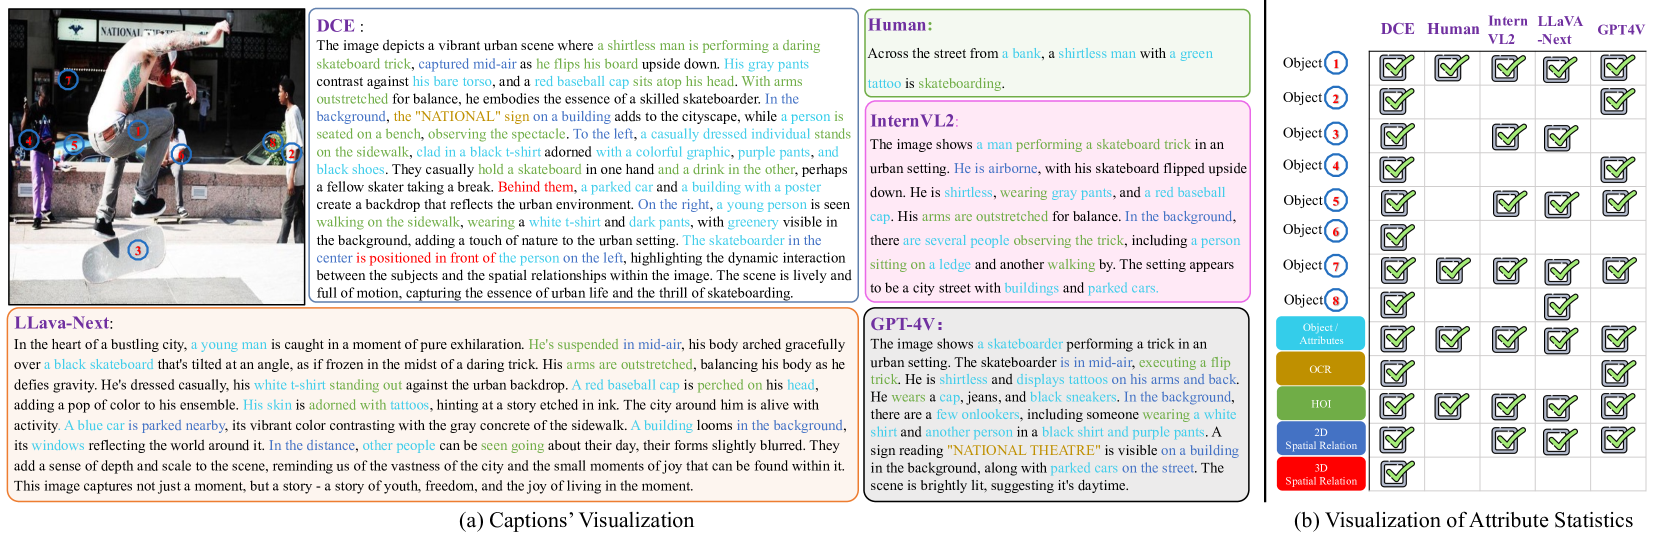 NATIONAL THEATRE
1
7
4
5
3
2
DCE :
The image depicts a vibrant urban scene where a shirtless man is performing a daring
skateboard trick, captured mid-air as he flips his board upside down. His gray pants
contrast against his bare torso, and a red baseball cap sits atop his head. With arms
outstretched for balance, he embodies the essence of a skilled skateboarder. In the
background, the "NATIONAL" sign on a building adds to the cityscape, while a person is
seated on a bench, observing the spectacle. To the left, a casually dressed individual stands
on the sidewalk, clad in a black t-shirt adorned with a colorful graphic, purple pants, and
black shoes. They casually hold a skateboard in one hand and a drink in the other, perhaps
a fellow skater taking a break. Behind them, a parked car and a building with a poster
create a backdrop that reflects the urban environment. On the right, a young person is seen
walking on the sidewalk, wearing a white t-shirt and dark pants, with greenery visible in
the background, adding a touch of nature to the urban setting. The skateboarder in the
center is positioned in front of the person on the left, highlighting the dynamic interaction
between the subjects and the spatial relationships within the image. The scene is lively and
full of motion, capturing the essence of urban life and the thrill of skateboarding.
Human:
Across the street from a bank, a shirtless man with a green
tattoo is skateboarding.
InternVL2:
The image shows a man performing a skateboard trick in an
urban setting. He is airborne, with his skateboard flipped upside
down. He is shirtless, wearing gray pants, and a red baseball
cap. His arms are outstretched for balance. In the background,
there are several people observing the trick, including a person
sitting on a ledge and another walking by. The setting appears
to be a city street with buildings and parked cars.
LLava-Next:
In the heart of a bustling city, a young man is caught in a moment of pure exhilaration. He's suspended in mid-air, his body arched gracefully
over a black skateboard that's tilted at an angle, as if frozen in the midst of a daring trick. His arms are outstretched, balancing his body as he
defies gravity. He's dressed casually, his white t-shirt standing out against the urban backdrop. A red baseball cap is perched on his head,
adding a pop of color to his ensemble. His skin is adorned with tattoos, hinting at a story etched in ink. The city around him is alive with
activity. A blue car is parked nearby, its vibrant color contrasting with the gray concrete of the sidewalk. A building looms in the background,
its windows reflecting the world around it. In the distance, other people can be seen going about their day, their forms slightly blurred. They
add a sense of depth and scale to the scene, reminding us of the vastness of the city and the small moments of joy that can be found within it.
This image captures not just a moment, but a story - a story of youth, freedom, and the joy of living in the moment.
GPT-4V:
The image shows a skateboarder performing a trick in an
urban setting. The skateboarder is in mid-air, executing a flip
trick. He is shirtless and displays tattoos on his arms and back.
He wears a cap, jeans, and black sneakers. In the background,
there are a few onlookers, including someone wearing a white
shirt and another person in a black shirt and purple pants. A
sign reading "NATIONAL THEATRE" is visible on a building
in the background, along with parked cars on the street. The
scene is brightly lit, suggesting it's daytime.
(a) Captions' Visualization
DCE Human Intern VL2 LLaVA -Next GPT4V
Object 1
Object 2
Object 3
Object 4
Object 5
Object 6
Object 7
Object 8
Object / Attributes
OCR
HOI
2D Spatial Relation
3D Spatial Relation
(b) Visualization of Attribute Statistics